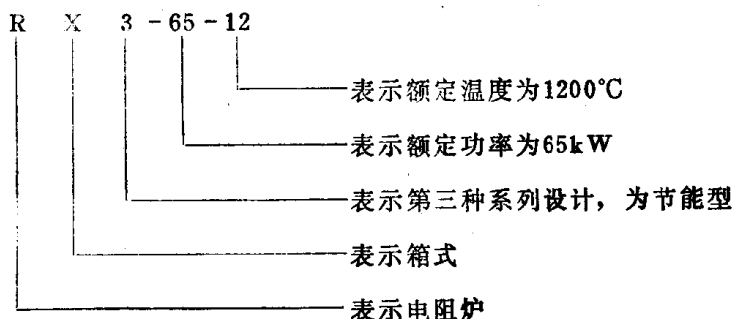 R X 3-65-12
表示额定温度为1200℃
表示额定功率为65kW
表示第三种系列设计，为节能型
表示箱式
表示电阻炉